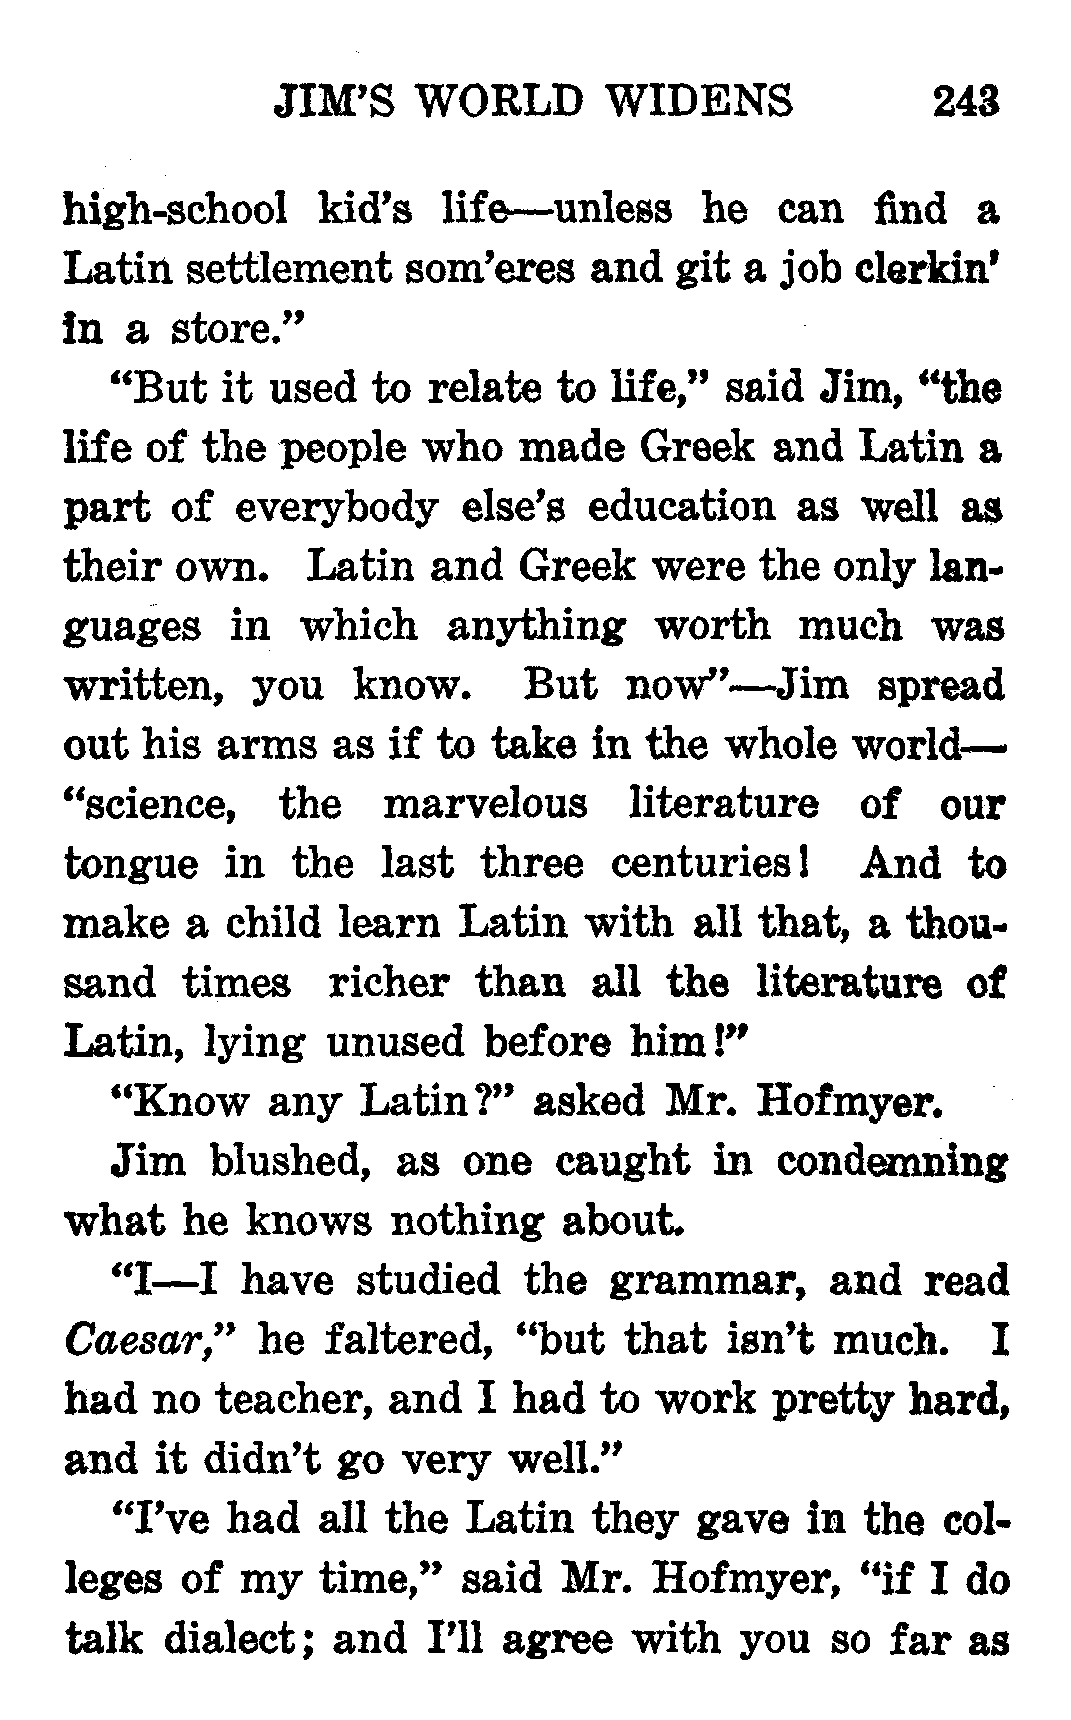 JIM'S WORLD WIDENS 243
high-school kid's life—unless he can find a
Latin settlement som'eres and git a job clerkin'
in a store."
"But it used to relate to life," said Jim, "the
life of the people who made Greek and Latin a
part of everybody else's education as well as
their own. Latin and Greek were the only lan-
guages in which anything worth much was
written, you know. But now"—Jim spread
out his arms as if to take in the whole world—
"science, the marvelous literature of our
tongue in the last three centuries! And to
make a child learn Latin with all that, a thou-
sand times richer than all the literature of
Latin, lying unused before him!"
"Know any Latin?" asked Mr. Hofmyer.
Jim blushed, as one caught in condemning
what he knows nothing about.
"I—I have studied the grammar, and read
Caesar," he faltered, "but that isn't much. I
had no teacher, and I had to work pretty hard,
and it didn't go very well."
"I've had all the Latin they gave in the col-
leges of my time," said Mr. Hofmyer, "if I do
talk dialect; and I'll agree with you so far as